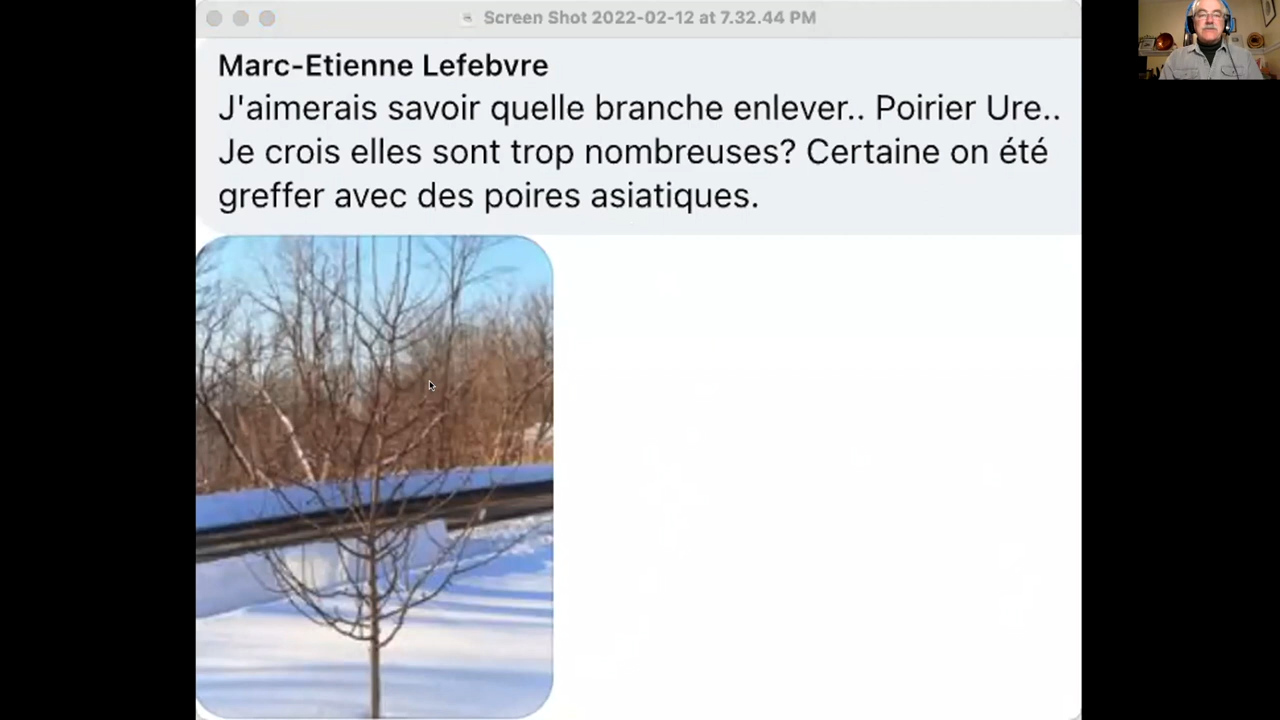 Screen Shot 2022-02-12 at 7.32.44 PM
Marc-Etienne Lefebvre
J'aimerais savoir quelle branche enlever.. Poirier Ure..
Je crois elles sont trop nombreuses? Certaine on été
greffer avec des poires asiatiques.